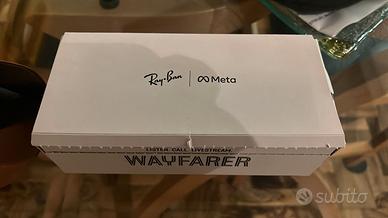 Ray-Ban | ∞ Meta
LISTEN. CALL. LIVESTREAM.
WAYFARER
subito